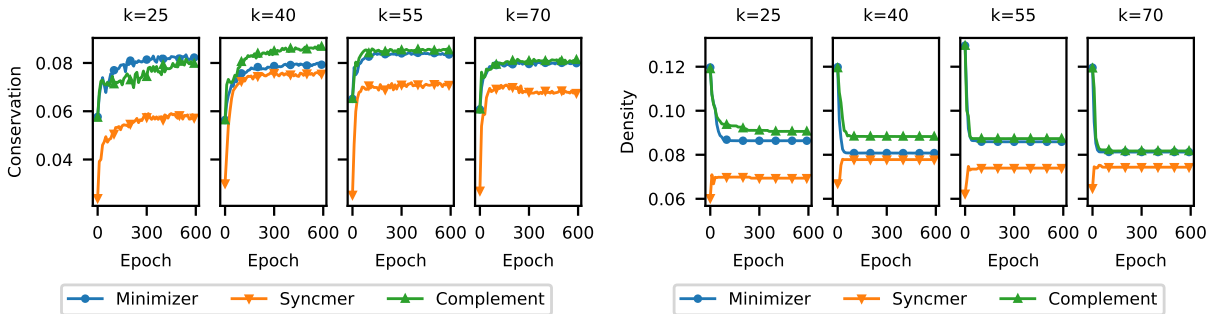 k=25 k=40 k=55 k=70
Conservation
0.08
0.06
0.04
0 300 600 0 300 600 0 300 600 0 300 600
Epoch Epoch Epoch Epoch
Minimizer Syncmer Complement
k=25 k=40 k=55 k=70
Density
0.12
0.10
0.08
0.06
0 300 600 0 300 600 0 300 600 0 300 600
Epoch Epoch Epoch Epoch
Minimizer Syncmer Complement